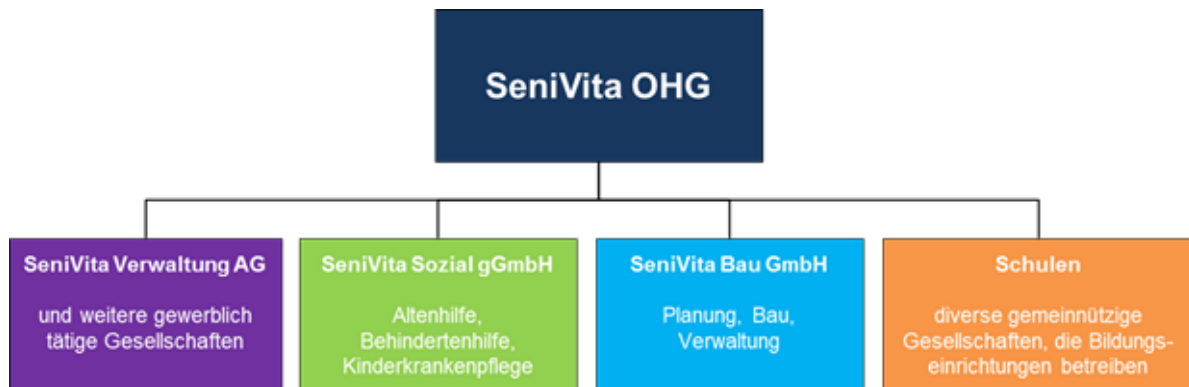 SeniVita OHG
SeniVita Verwaltung AG
und weitere gewerblich
tätige Gesellschaften
SeniVita Sozial gGmbH
Altenhilfe,
Behindertenhilfe,
Kinderkrankenpflege
SeniVita Bau GmbH
Planung, Bau,
Verwaltung
Schulen
diverse gemeinnützige
Gesellschaften, die Bildungs-
einrichtungen betreiben